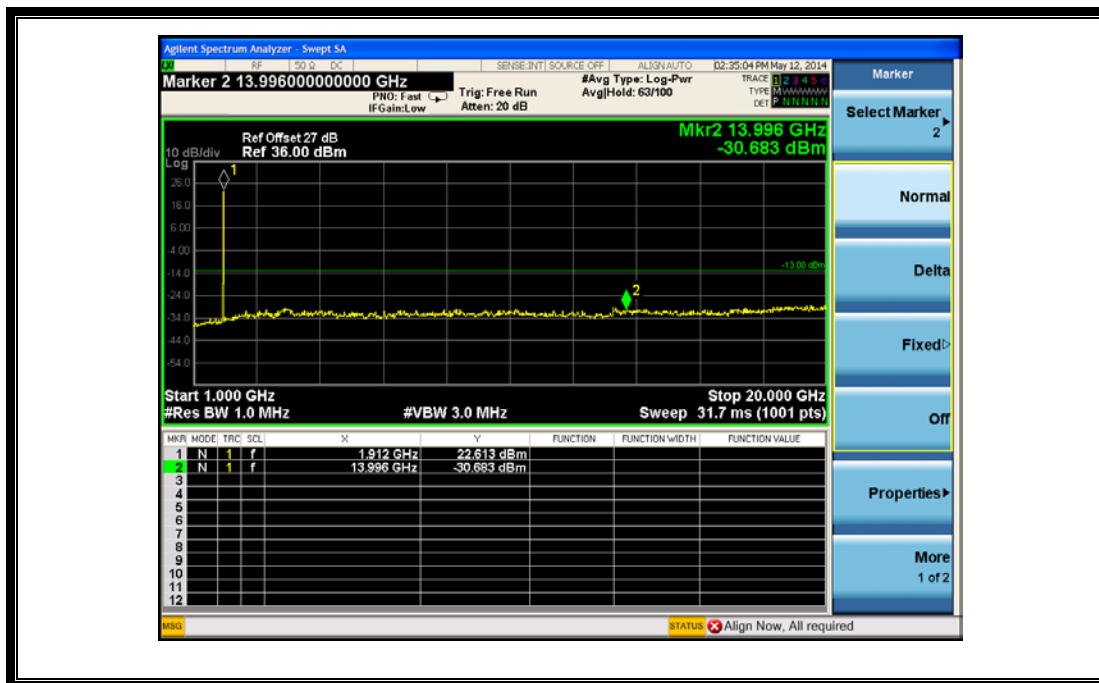 Agilent Spectrum Analyzer - Swept SA
LXI RF 50 Ω DC SENSE:INT SOURCE OFF ALIGNAUTO 02:35:04 PM May 12, 2014
Marker 2 13.996000000000 GHz
PNO: Fast
IFGain:Low
Trig: Free Run
Atten: 20 dB
#Avg Type: Log-Pwr
Avg|Hold: 63/100
TRACE 1 2 3 4 5 6
TYPE M WWWWW
DET P N N N N N
Ref Offset 27 dB
10 dB/div Ref 36.00 dBm
Log
Mkr2 13.996 GHz
-30.683 dBm
1
26.0
16.0
6.00
-4.00
-13.00 dBm
-14.0
2
-24.0
-34.0
-44.0
-54.0
Start 1.000 GHz Stop 20.000 GHz
#Res BW 1.0 MHz #VBW 3.0 MHz Sweep 31.7 ms (1001 pts)
MKR MODE TRC SCL X Y FUNCTION FUNCTION WIDTH FUNCTION VALUE
1 N 1 f 1.912 GHz 22.613 dBm
2 N 1 f 13.996 GHz -30.683 dBm
3
4
5
6
7
8
9
10
11
12
MSG STATUS Align Now, All required
Marker
Select Marker
2
Normal
Delta
Fixed
Off
Properties
More
1 of 2